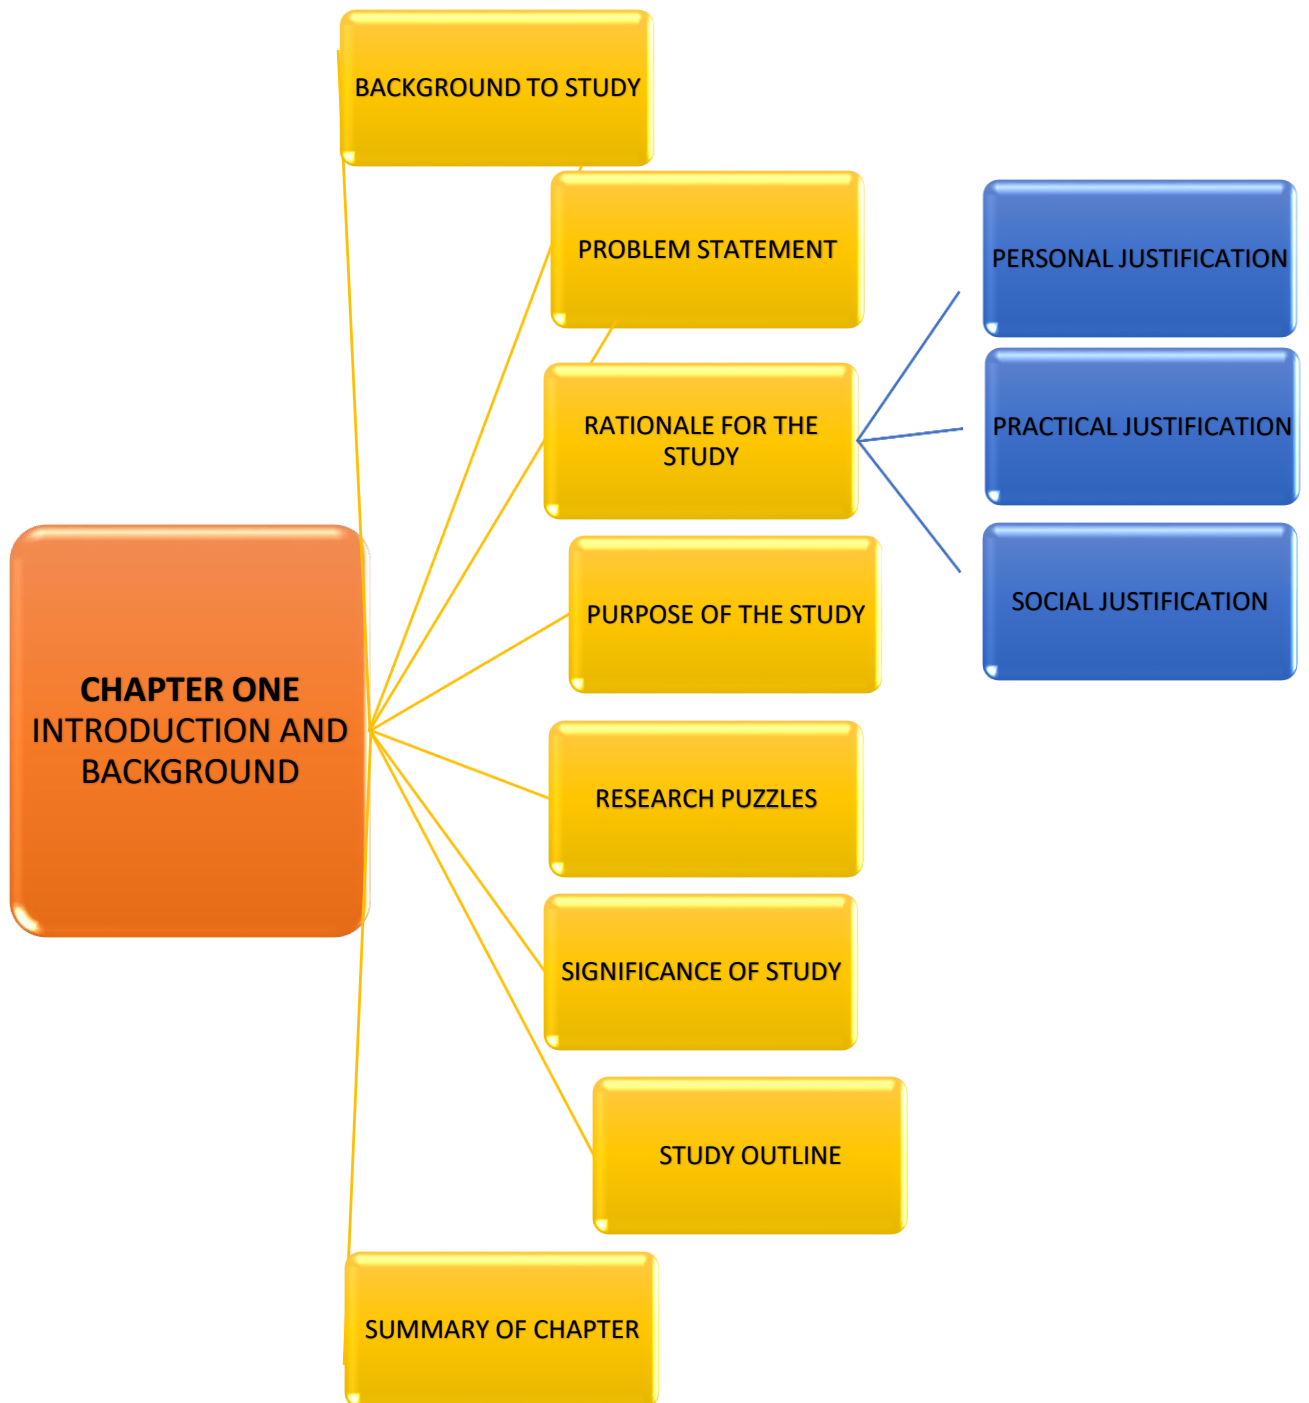 BACKGROUND TO STUDY
PROBLEM STATEMENT
PERSONAL JUSTIFICATION
RATIONALE FOR THE
STUDY
PRACTICAL JUSTIFICATION
PURPOSE OF THE STUDY
SOCIAL JUSTIFICATION
CHAPTER ONE
INTRODUCTION AND
BACKGROUND
RESEARCH PUZZLES
SIGNIFICANCE OF STUDY
STUDY OUTLINE
SUMMARY OF CHAPTER